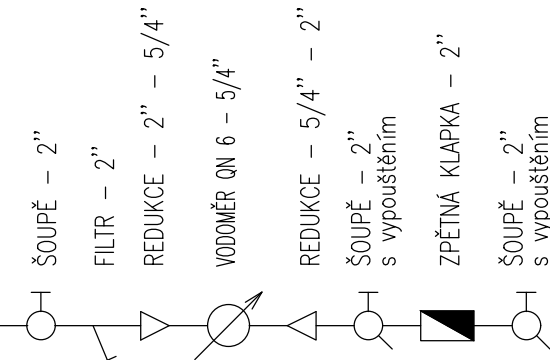 ŠOUPĚ - 2"
FILTR - 2"
REDUKCE - 2" - 5/4"
VODOMĚR QN 6 - 5/4"
REDUKCE - 5/4" - 2"
ŠOUPĚ - 2"
s vypouštěním
ZPĚTNÁ KLAPKA - 2"
ŠOUPĚ - 2"
s vypouštěním